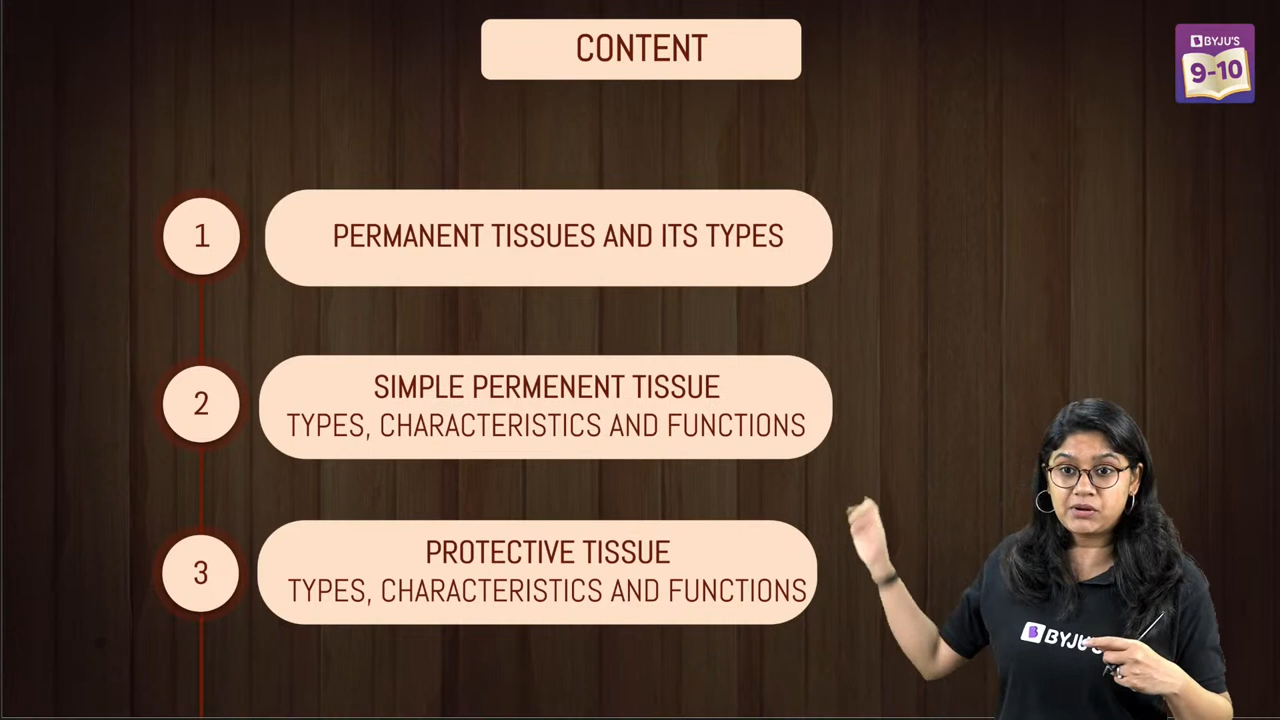 CONTENT
BYJU'S
9-10
1
PERMANENT TISSUES AND ITS TYPES
2
SIMPLE PERMENENT TISSUE
TYPES, CHARACTERISTICS AND FUNCTIONS
3
PROTECTIVE TISSUE
TYPES, CHARACTERISTICS AND FUNCTIONS
BYJU'S